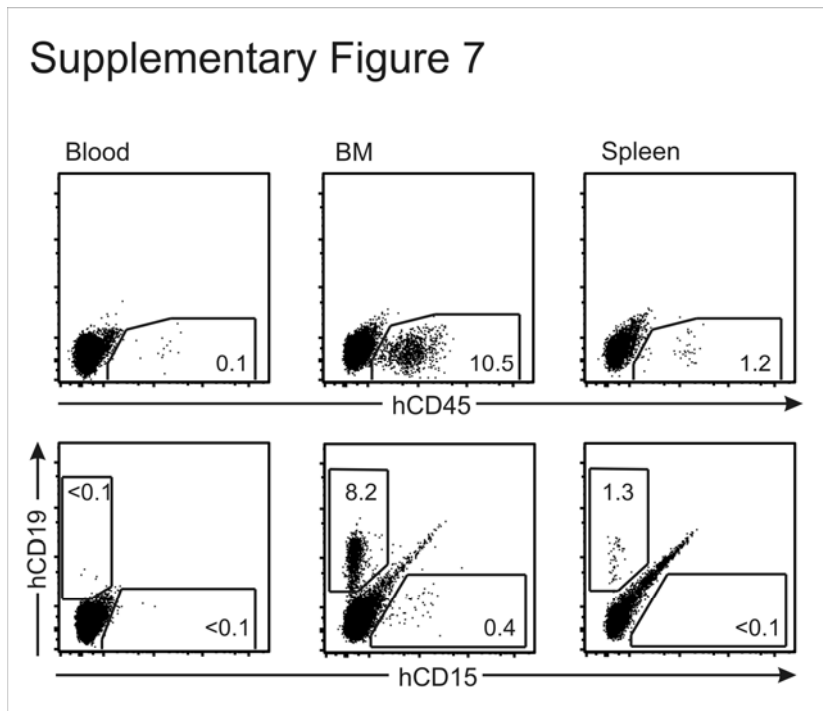 Supplementary Figure 7
Blood
BM
Spleen
0.1
10.5
1.2
hCD45
hCD19
<0.1
8.2
1.3
<0.1
0.4
<0.1
hCD15